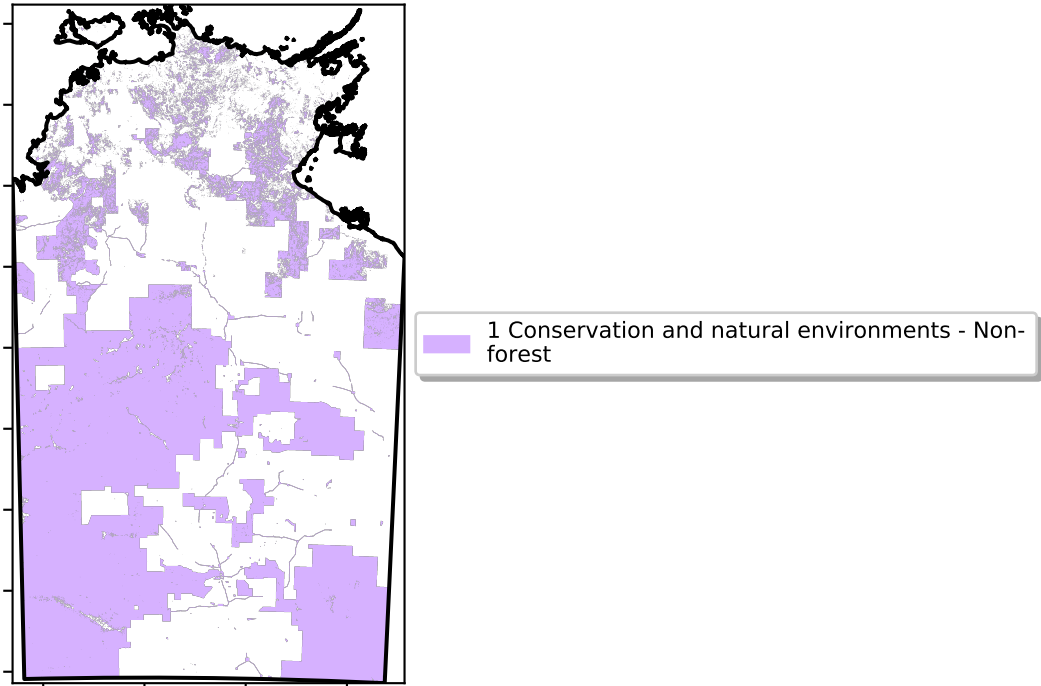 1 Conservation and natural environments - Non-
forest